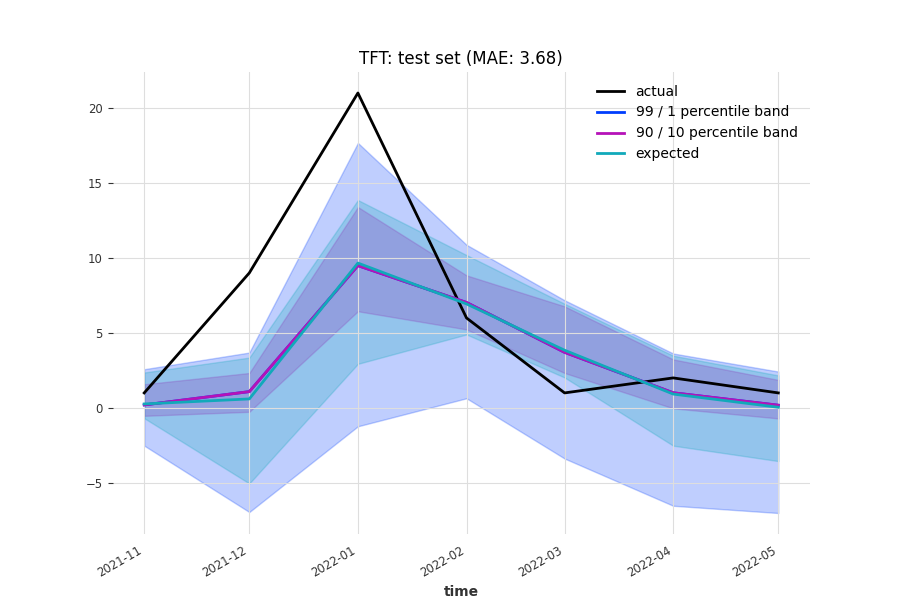 TFT: test set (MAE: 3.68)
actual
99 / 1 percentile band
90 / 10 percentile band
expected
20
15
10
5
0
−5
2021-11
2021-12
2022-01
2022-02
2022-03
2022-04
2022-05
time